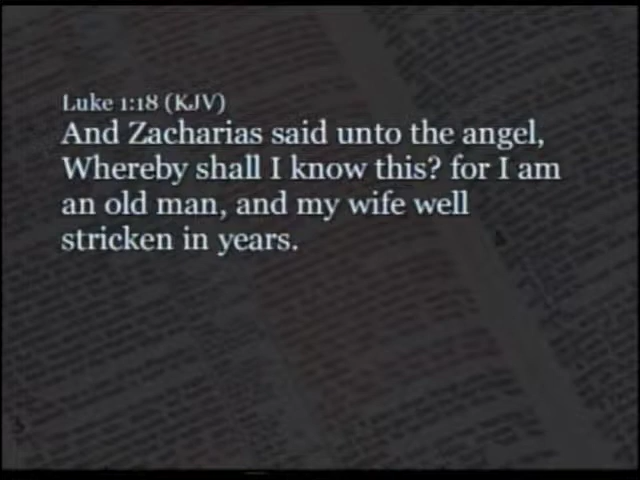 Luke 1:18 (KJV)
And Zacharias said unto the angel,
Whereby shall I know this? for I am
an old man, and my wife well
stricken in years.